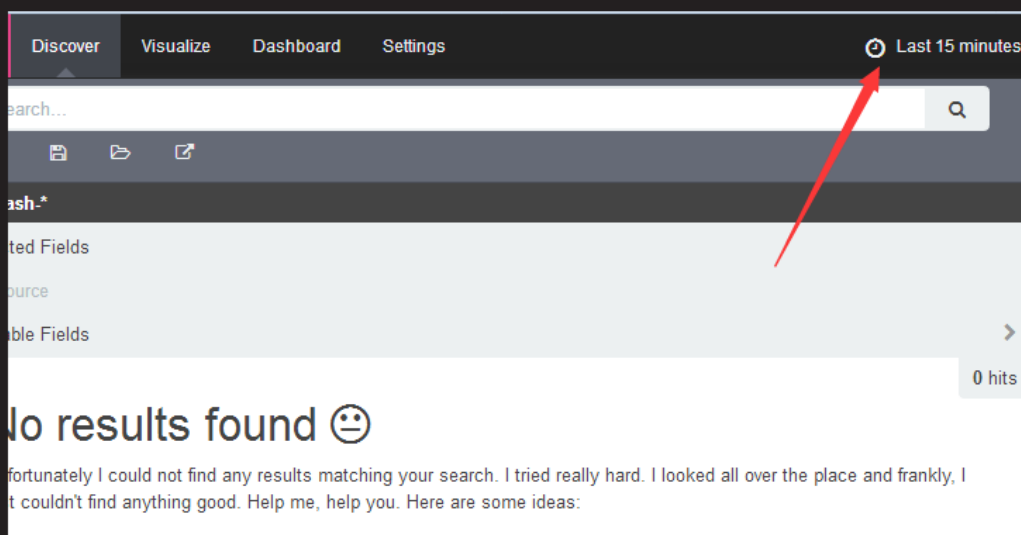 Discover Visualize Dashboard Settings Last 15 minutes
earch...
ash-*
ted Fields
ource
able Fields
0 hits
No results found
fortunately I could not find any results matching your search. I tried really hard. I looked all over the place and frankly, I
t couldn't find anything good. Help me, help you. Here are some ideas: